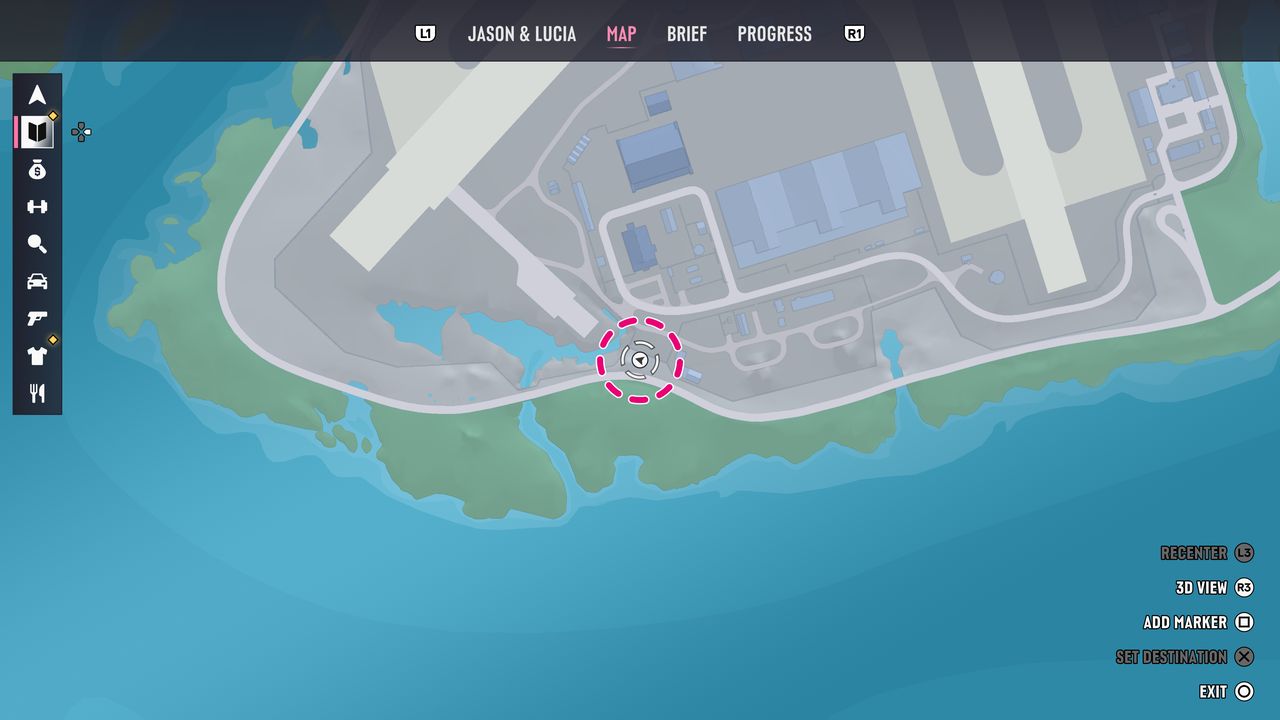 L1 JASON & LUCIA MAP BRIEF PROGRESS R1
$
RECENTER L3
3D VIEW R3
ADD MARKER
SET DESTINATION
EXIT